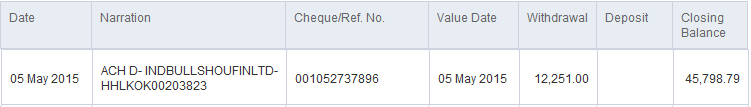 Date Narration Cheque/Ref. No. Value Date Withdrawal Deposit Closing
Balance
05 May 2015 ACH D- INDBULLSHOUFINLTD- 001052737896 05 May 2015 12,251.00 45,798.79
HHLKOK00203823